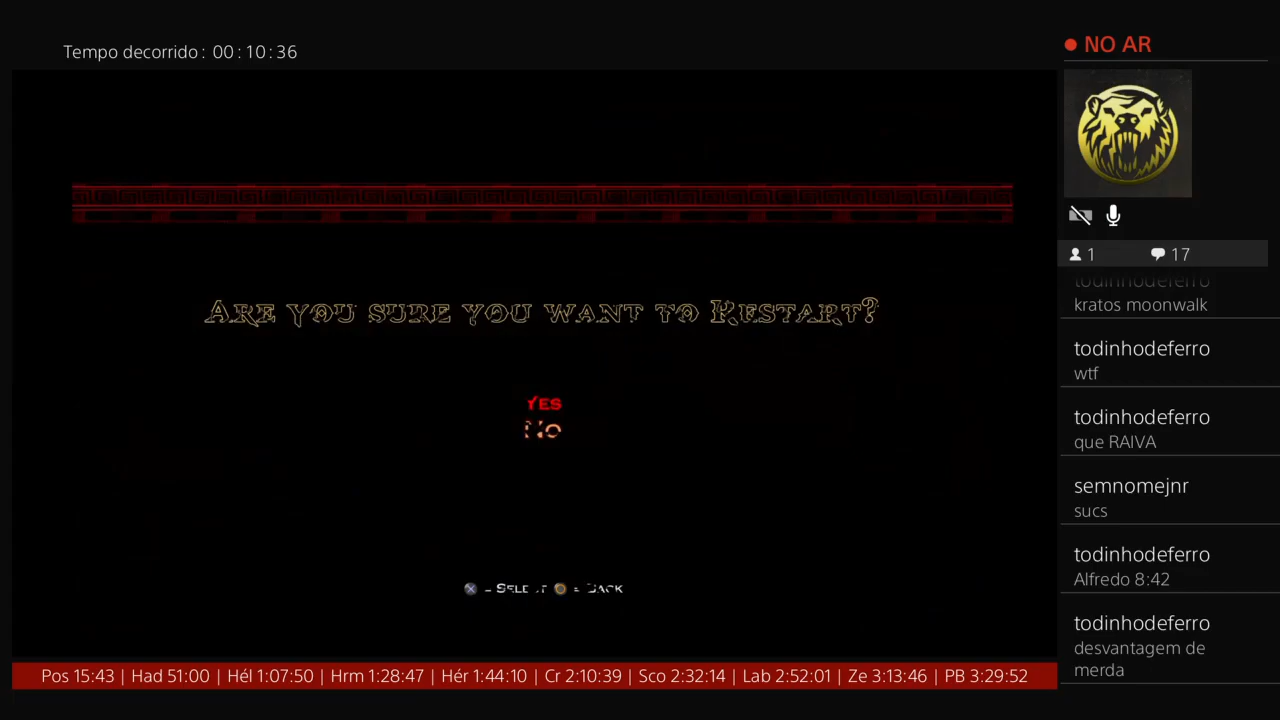 Tempo decorrido: 00:10:36
NO AR
1 17
todinhodeferro
kratos moonwalk
todinhodeferro
wtf
todinhodeferro
que RAIVA
semnomejnr
sucs
todinhodeferro
Alfredo 8:42
todinhodeferro
desvantagem de
merda
Are you sure you want to Restart?
Yes
No
- Select = Back
Pos 15:43 | Had 51:00 | Hél 1:07:50 | Hrm 1:28:47 | Hér 1:44:10 | Cr 2:10:39 | Sco 2:32:14 | Lab 2:52:01 | Ze 3:13:46 | PB 3:29:52